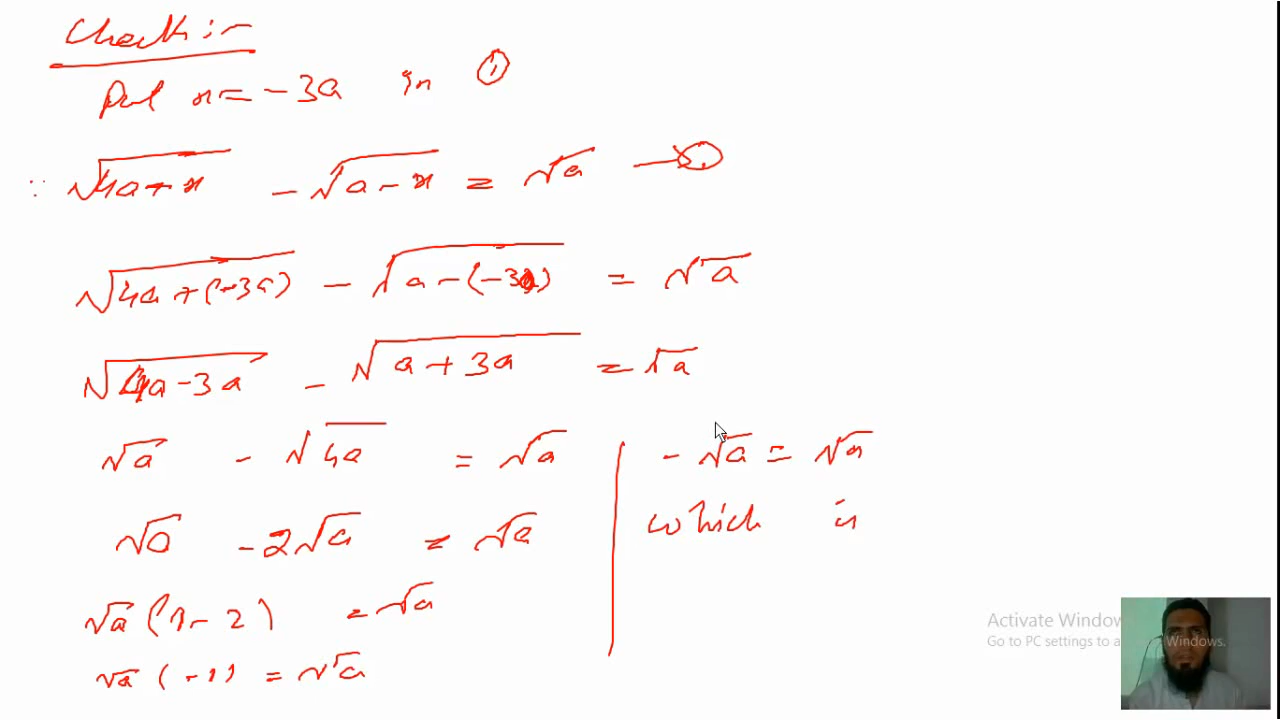 Check :-
Put x = -3a in ①
∵ √(4a+x) - √(a-x) = √a → ①
√(4a+(-3a)) - √(a-(-3a)) = √a
√(4a-3a) - √(a+3a) = √a
√a - √4a = √a
√a - 2√a = √a
√a (1-2) = √a
√a (-1) = √a
-√a = √a
which is
Activate Windows
Go to PC settings to a Windows.